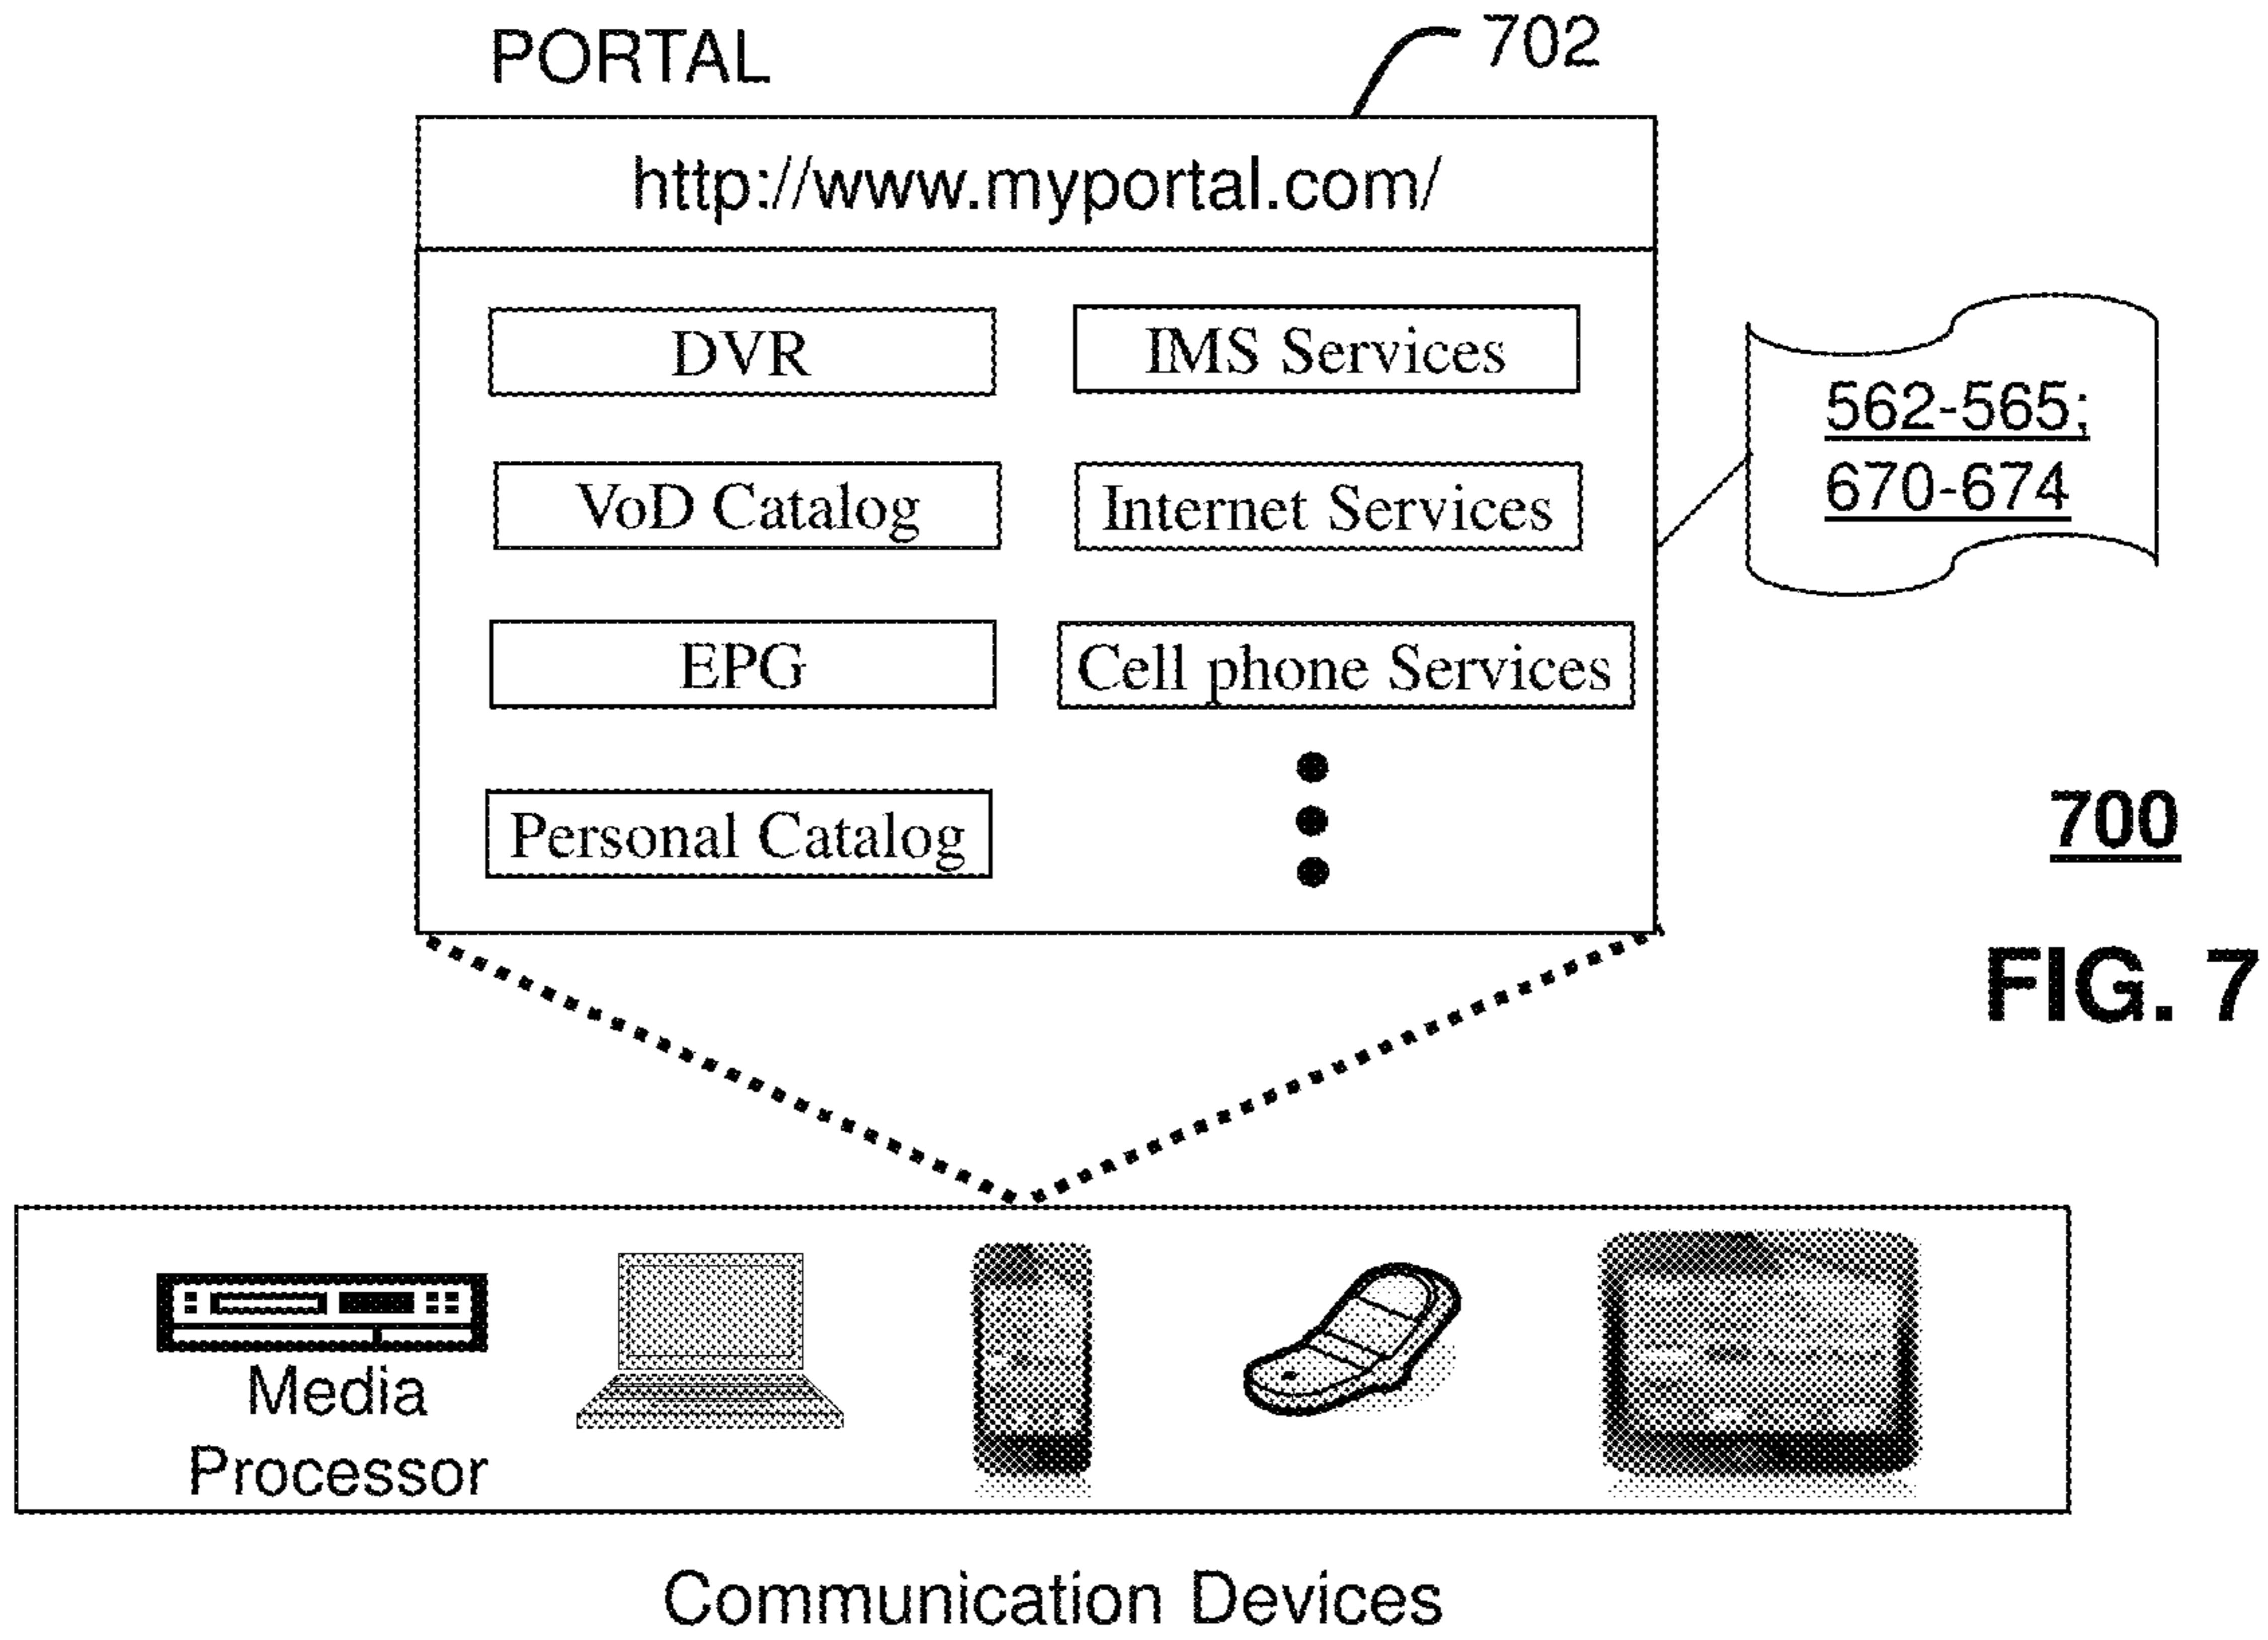 PORTAL
702
http://www.myportal.com/
DVR
IMS Services
VoD Catalog
Internet Services
EPG
Cell phone Services
Personal Catalog
562-565;
670-674
700
FIG. 7
Media
Processor
Communication Devices